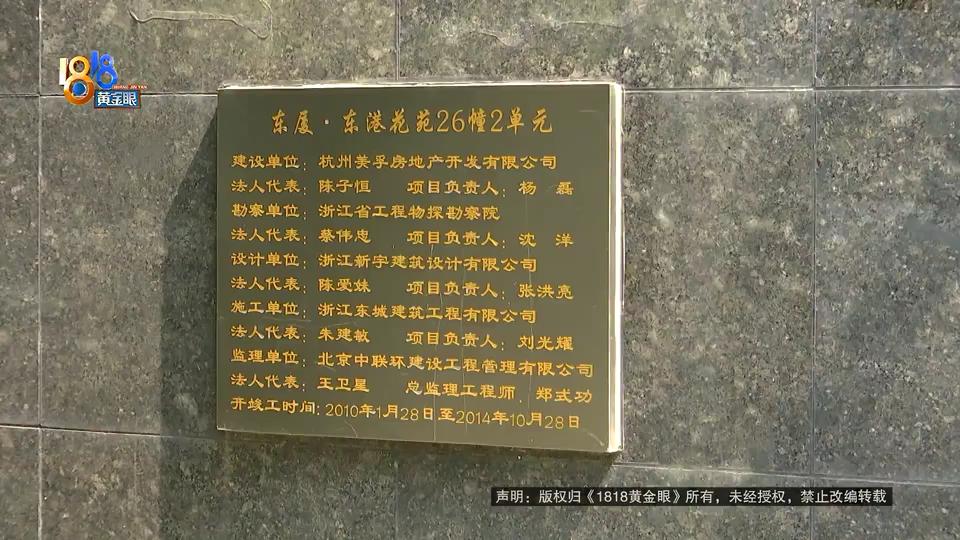 1818
黄金眼
HUANG JIN YAN
东厦·东港花苑26幢2单元
建设单位：杭州美孚房地产开发有限公司
法人代表：陈子恒 项目负责人：杨 磊
勘察单位：浙江省工程物探勘察院
法人代表：蔡伟忠 项目负责人：沈 洋
设计单位：浙江新宇建筑设计有限公司
法人代表：陈爱妹 项目负责人：张洪亮
施工单位：浙江东城建筑工程有限公司
法人代表：朱建敏 项目负责人：刘光耀
监理单位：北京中联环建设工程管理有限公司
法人代表：王卫星 总监理工程师：郑式功
开竣工时间：2010年1月28日至2014年10月28日
声明：版权归《1818黄金眼》所有，未经授权，禁止改编转载